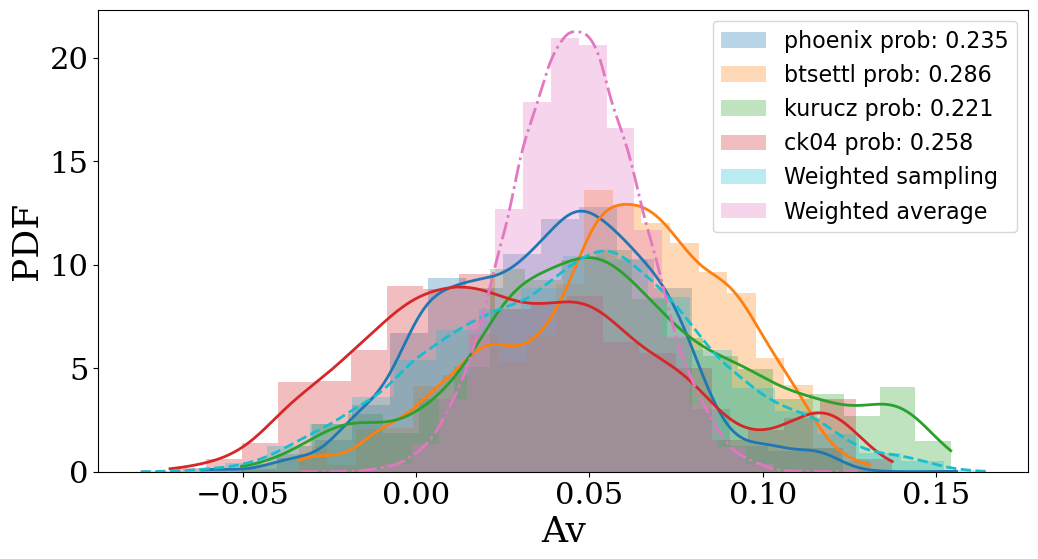 20
15
10
5
0
PDF
−0.05
0.00
0.05
0.10
0.15
Av
phoenix prob: 0.235
btsettl prob: 0.286
kurucz prob: 0.221
ck04 prob: 0.258
Weighted sampling
Weighted average